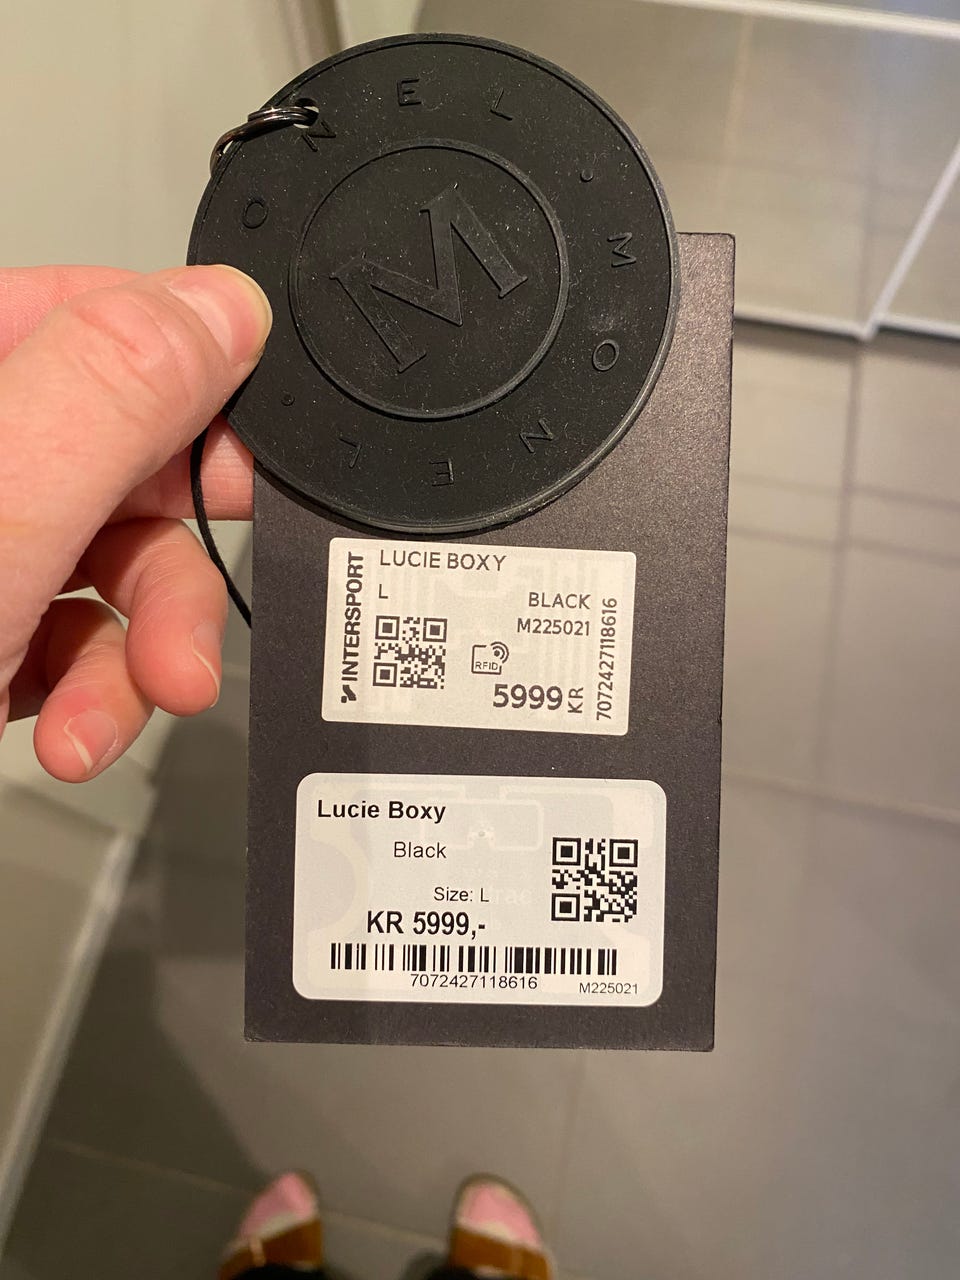 MONEL · MONEL ·
M
INTERSPORT
LUCIE BOXY
L
BLACK
M225021
RFID
5999 KR
7072427118616
Lucie Boxy
Black
Size: L
KR 5999,-
7072427118616
M225021